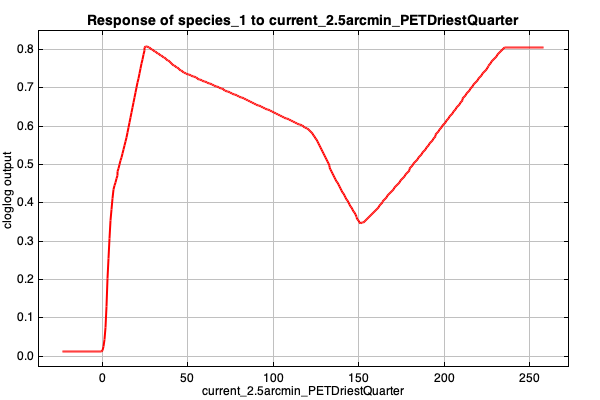 Response of species_1 to current_2.5arcmin_PETDriestQuarter
0.8
0.7
0.6
0.5
0.4
0.3
0.2
0.1
0.0
cloglog output
0 50 100 150 200 250
current_2.5arcmin_PETDriestQuarter